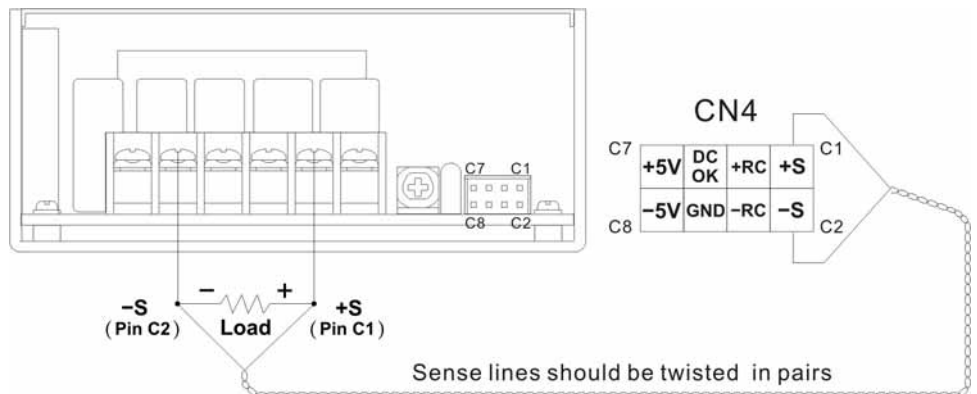 CN4
C7 C1
+5V DC OK +RC +S
−5V GND −RC −S
C8 C2
C7 C1
C8 C2
− +
−S Load +S
(Pin C2) (Pin C1)
Sense lines should be twisted in pairs